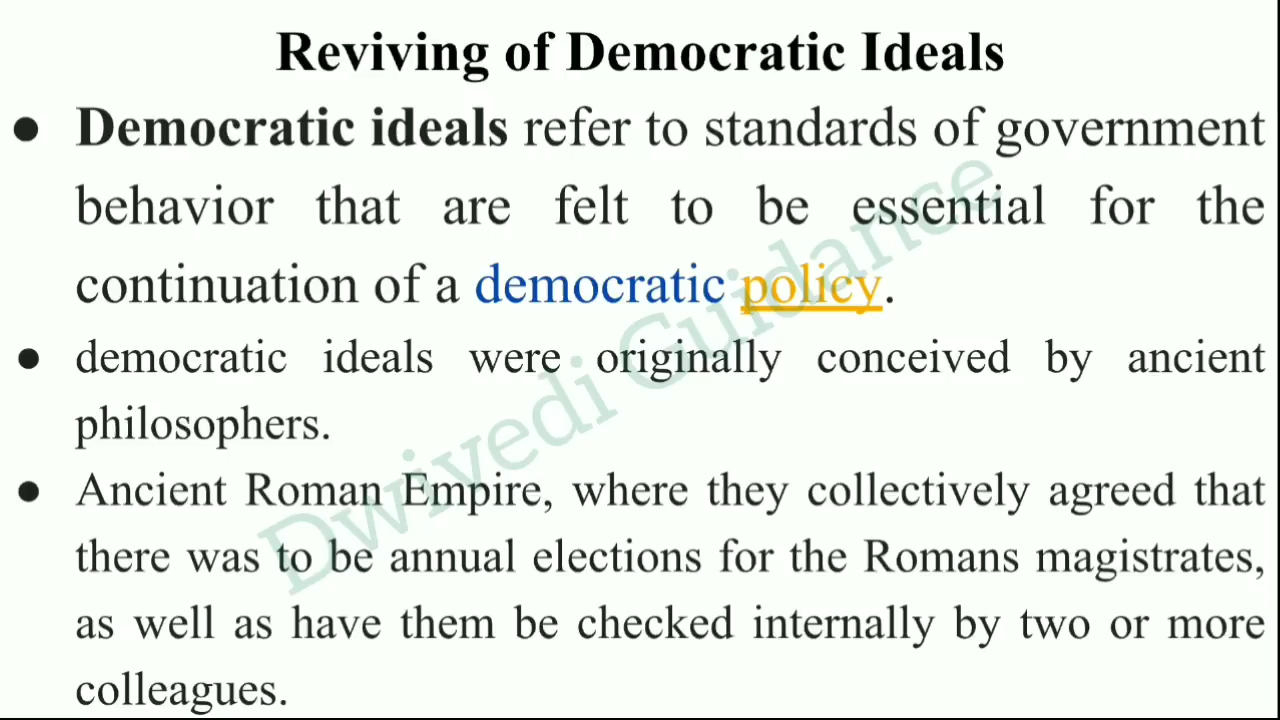 Reviving of Democratic Ideals
● Democratic ideals refer to standards of government
behavior that are felt to be essential for the
continuation of a democratic policy.
● democratic ideals were originally conceived by ancient
philosophers.
● Ancient Roman Empire, where they collectively agreed that
there was to be annual elections for the Romans magistrates,
as well as have them be checked internally by two or more
colleagues.
Dwivedi Guidance